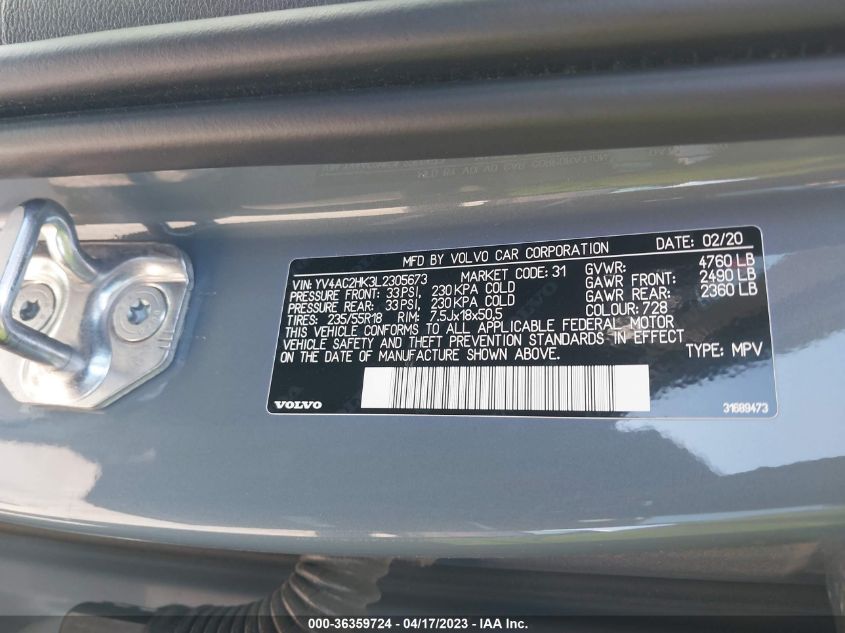 MFD BY VOLVO CAR CORPORATION DATE: 02/20
VIN: YV4AC2HK3L2305673 MARKET CODE: 31 GVWR: 4760 LB
PRESSURE FRONT: 33PSI, 230 KPA COLD GAWR FRONT: 2490 LB
PRESSURE REAR: 33PSI, 230 KPA COLD GAWR REAR: 2360 LB
TIRES: 235/55R18 RIM: 7.5Jx18x50,5 COLOUR: 728
THIS VEHICLE CONFORMS TO ALL APPLICABLE FEDERAL MOTOR
VEHICLE SAFETY AND THEFT PREVENTION STANDARDS IN EFFECT
ON THE DATE OF MANUFACTURE SHOWN ABOVE. TYPE: MPV
VOLVO 31689473
000-36359724 - 04/17/2023 - IAA Inc.